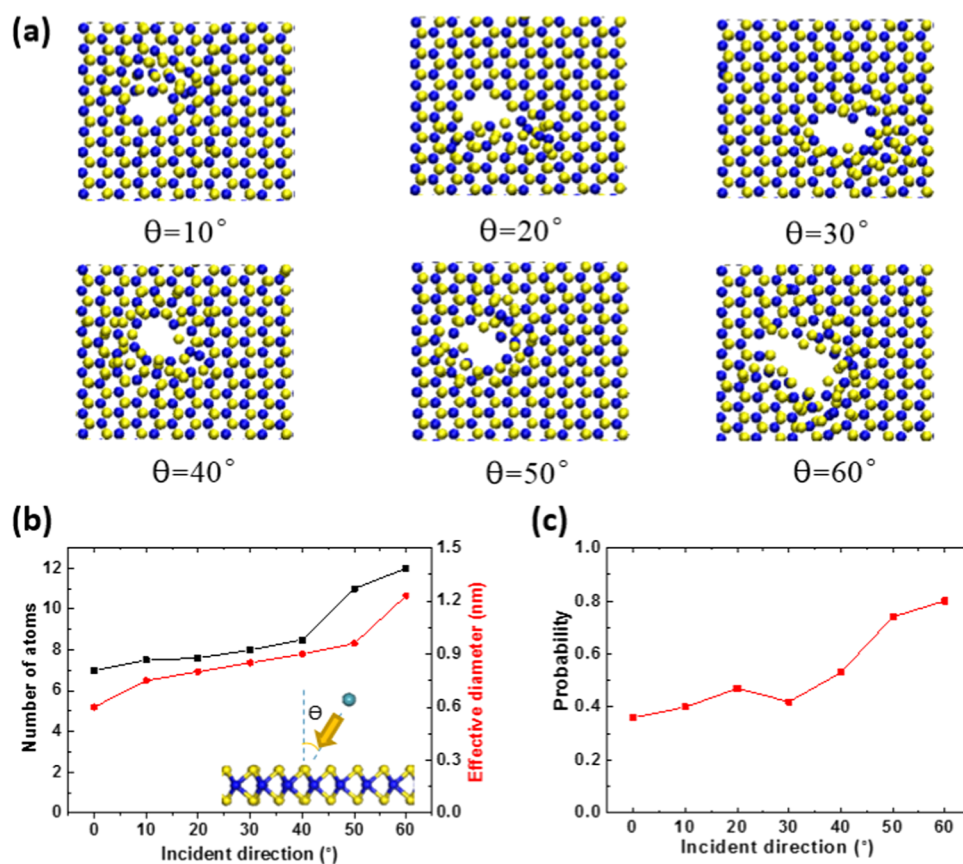 (a)
θ=10°
θ=20°
θ=30°
θ=40°
θ=50°
θ=60°
(b)
Number of atoms
12
10
8
6
4
2
0
1.5
1.2
0.9
0.6
0.3
0.0
Effective diameter (nm)
θ
0 10 20 30 40 50 60
Incident direction (°)
(c)
Probability
1.0
0.8
0.6
0.4
0.2
0.0
0 10 20 30 40 50 60
Incident direction (°)